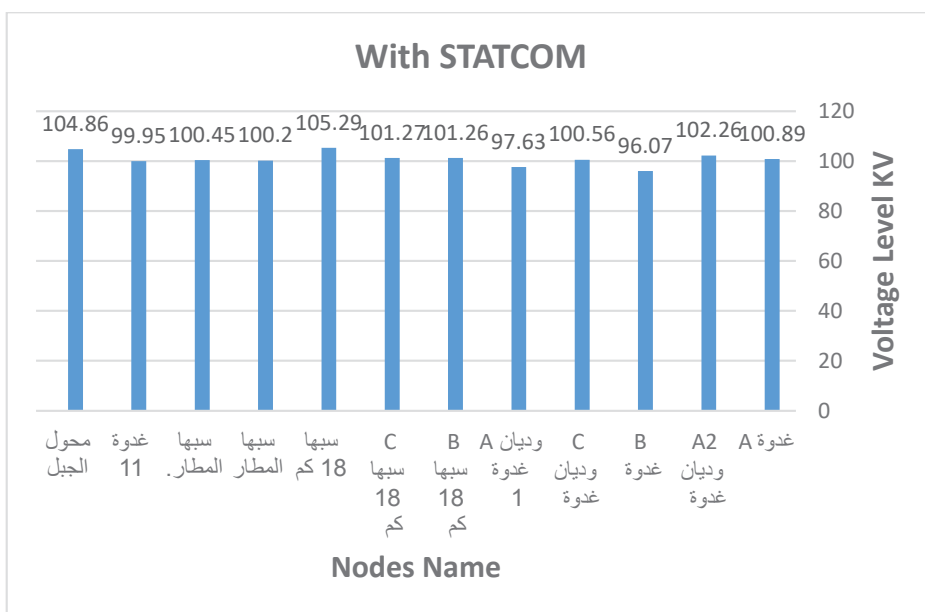 With STATCOM
104.86 99.95 100.45 100.2 105.29 101.27 101.26 97.63 100.56 96.07 102.26 100.89
120
100
80
60
40
20
0
Voltage Level KV
محول
الجبل
غدوة
11
سبها
المطار.
سبها
المطار
سبها
18 كم
C
سبها
18
كم
B
سبها
18
كم
وديان A
غدوة
1
C
وديان
غدوة
B
غدوة
A2
وديان
غدوة
غدوة A
Nodes Name